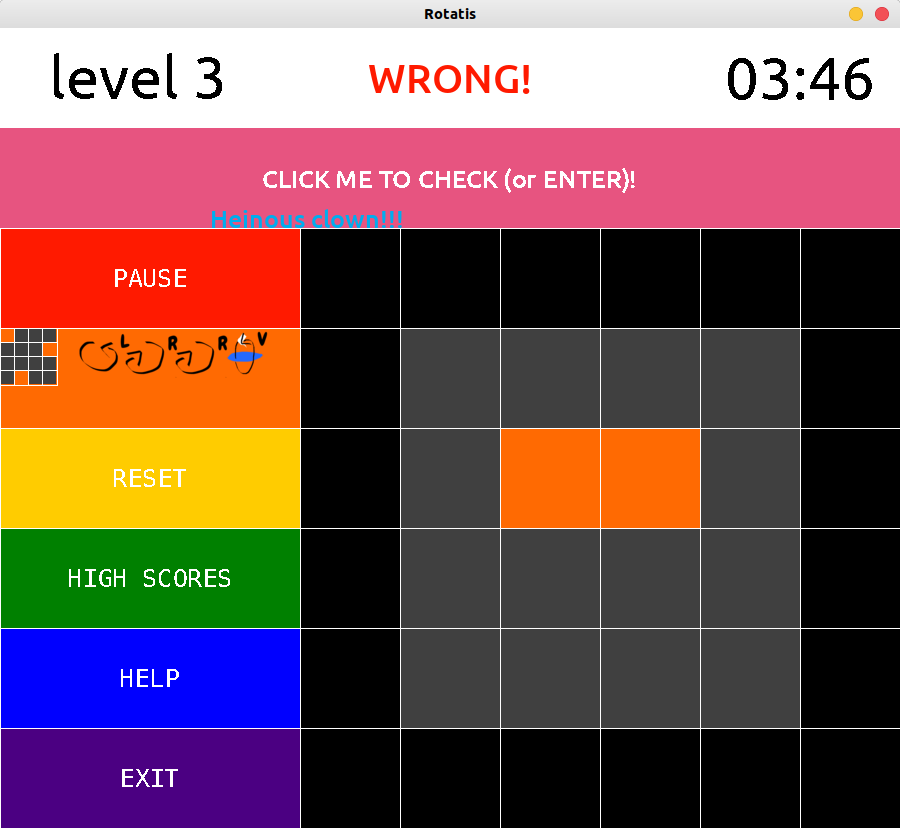 Rotatis
level 3
WRONG!
03:46
CLICK ME TO CHECK (or ENTER)!
Heinous clown!!!
PAUSE
L R R V
RESET
HIGH SCORES
HELP
EXIT